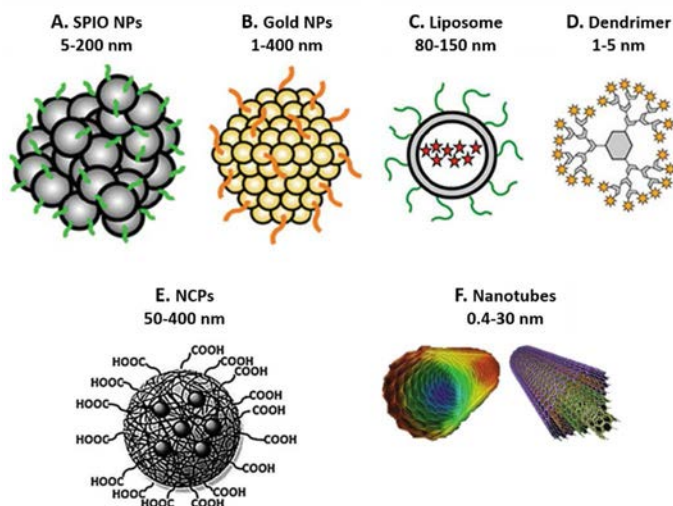 A. SPIO NPs
5-200 nm
B. Gold NPs
1-400 nm
C. Liposome
80-150 nm
D. Dendrimer
1-5 nm
E. NCPs
50-400 nm
COOH
HOOC
COOH
HOOC
COOH
HOOC
COOH
HOOC
COOH
HOOC
COOH
HOOC
COOH
HOOC
COOH
HOOC
COOH
F. Nanotubes
0.4-30 nm